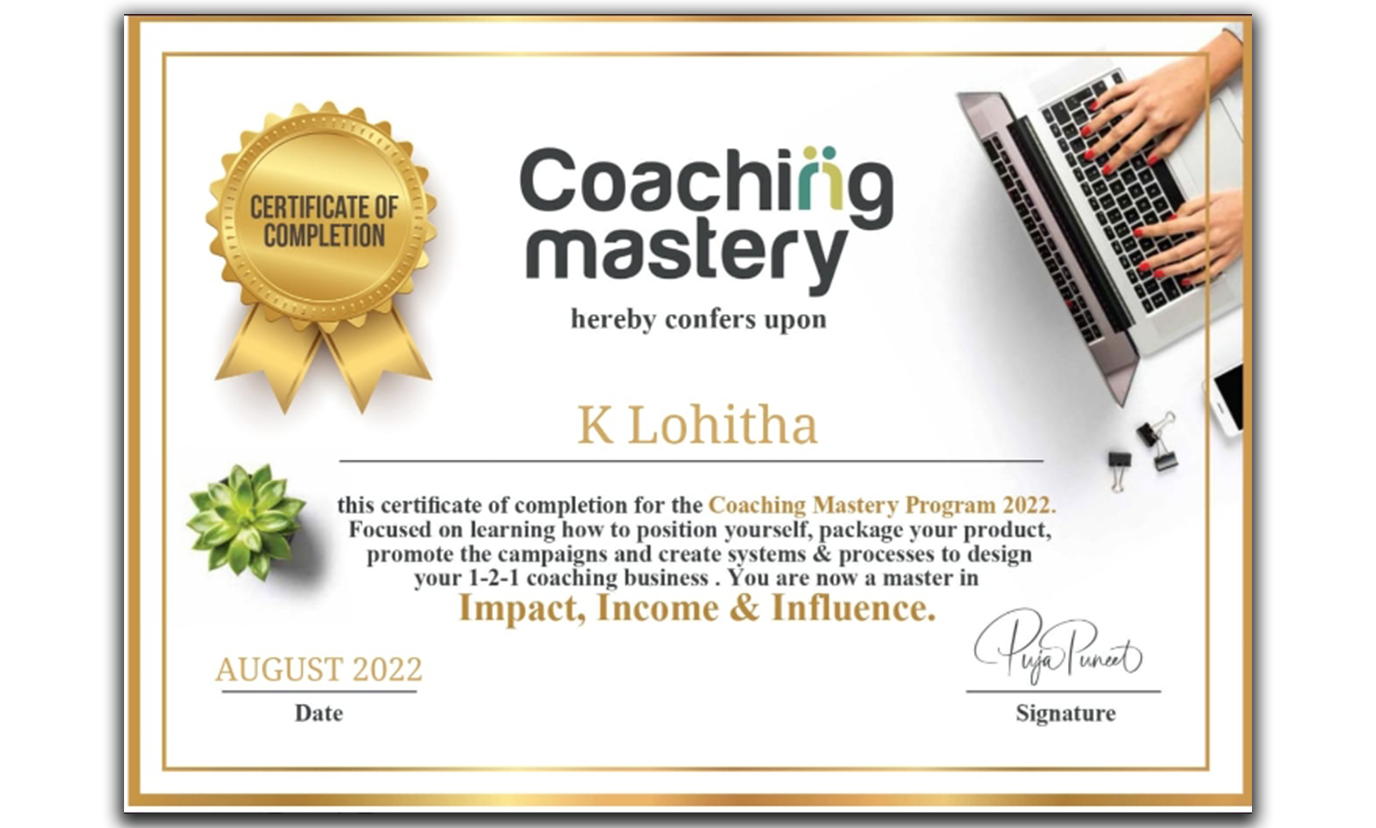 CERTIFICATE OF
COMPLETION
Coaching
mastery
hereby confers upon
K Lohitha
this certificate of completion for the Coaching Mastery Program 2022.
Focused on learning how to position yourself, package your product,
promote the campaigns and create systems & processes to design
your 1-2-1 coaching business . You are now a master in
Impact, Income & Influence.
AUGUST 2022
Date
Puja Puneet
Signature